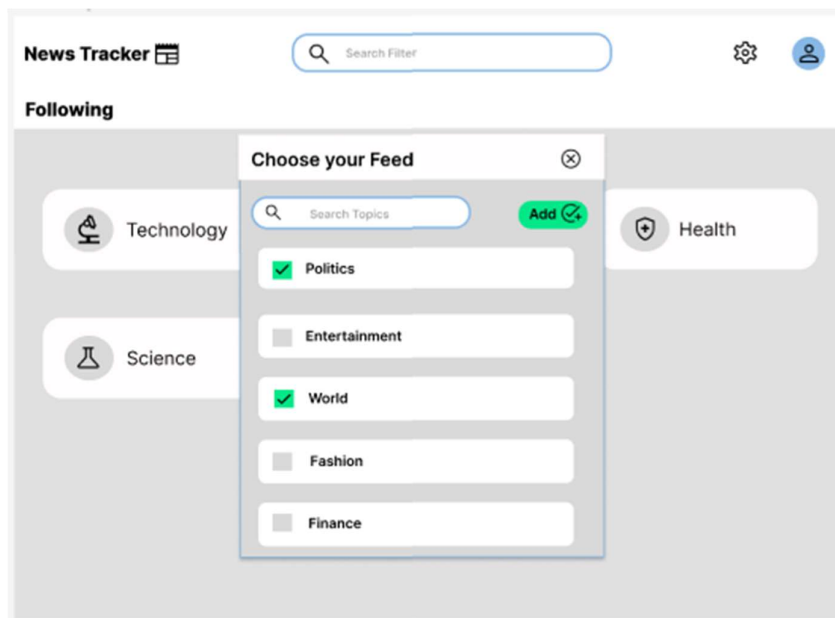 News Tracker
Search Filter
Following
Choose your Feed
Search Topics
Add
Technology
Health
Politics
Entertainment
Science
World
Fashion
Finance